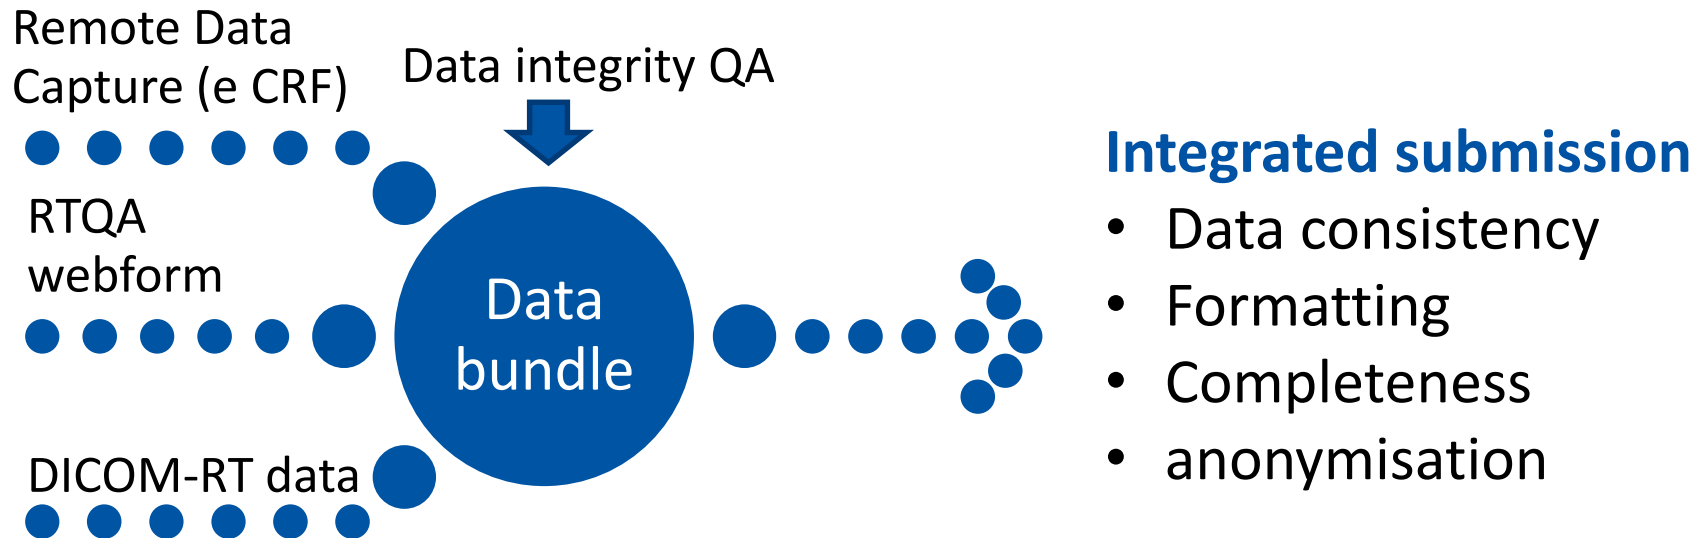 Remote Data
Capture (e CRF)
Data integrity QA
RTQA
webform
Data
bundle
DICOM-RT data
Integrated submission
• Data consistency
• Formatting
• Completeness
• anonymisation